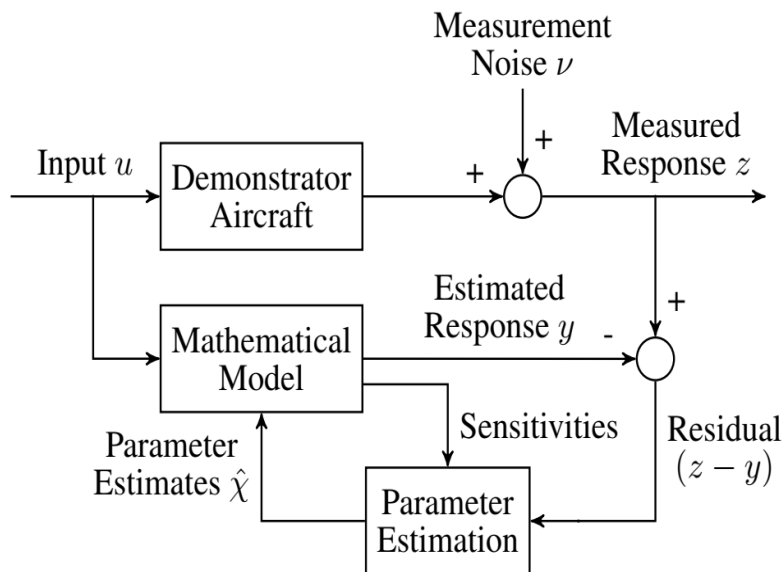 Measurement
Noise ν
Input u
Demonstrator
Aircraft
+
+
Measured
Response z
Mathematical
Model
Estimated
Response y
-
+
Sensitivities
Parameter
Estimates χ̂
Parameter
Estimation
Residual
(z − y)